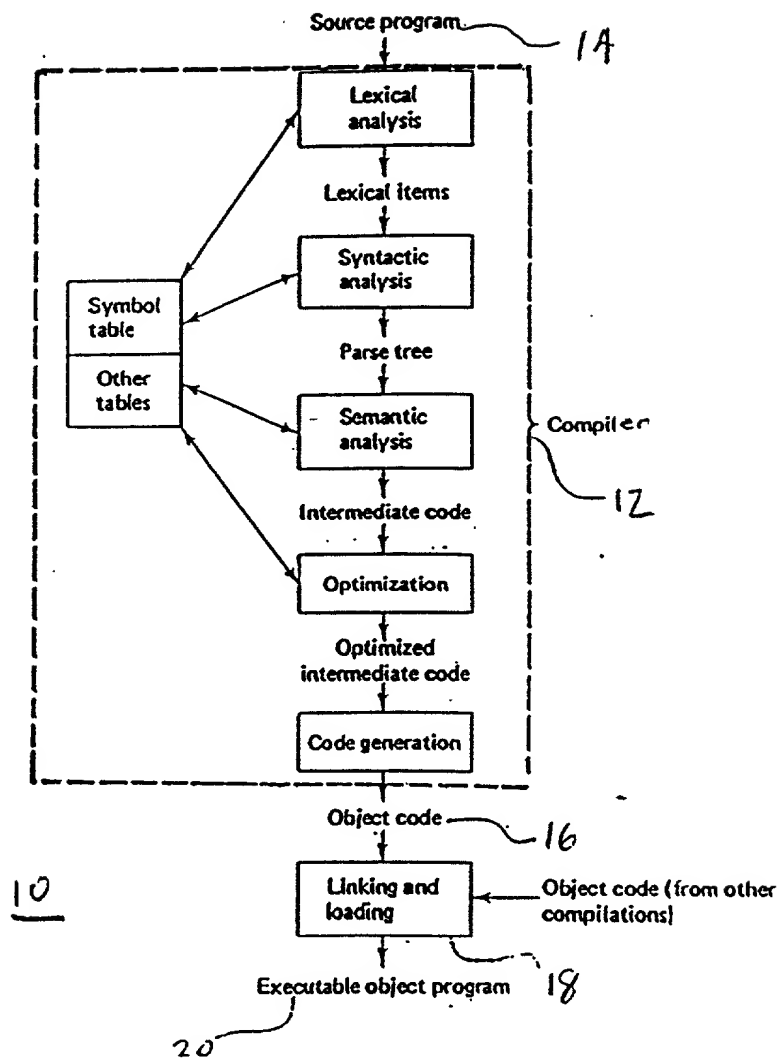 Source program
14
Lexical
analysis
Lexical items
Syntactic
analysis
Symbol
table
Parse tree
Other
tables
Semantic
analysis
Compiler
12
Intermediate code
Optimization
Optimized
intermediate code
Code generation
Object code
16
10
Linking and
loading
Object code (from other
compilations)
18
Executable object program
20